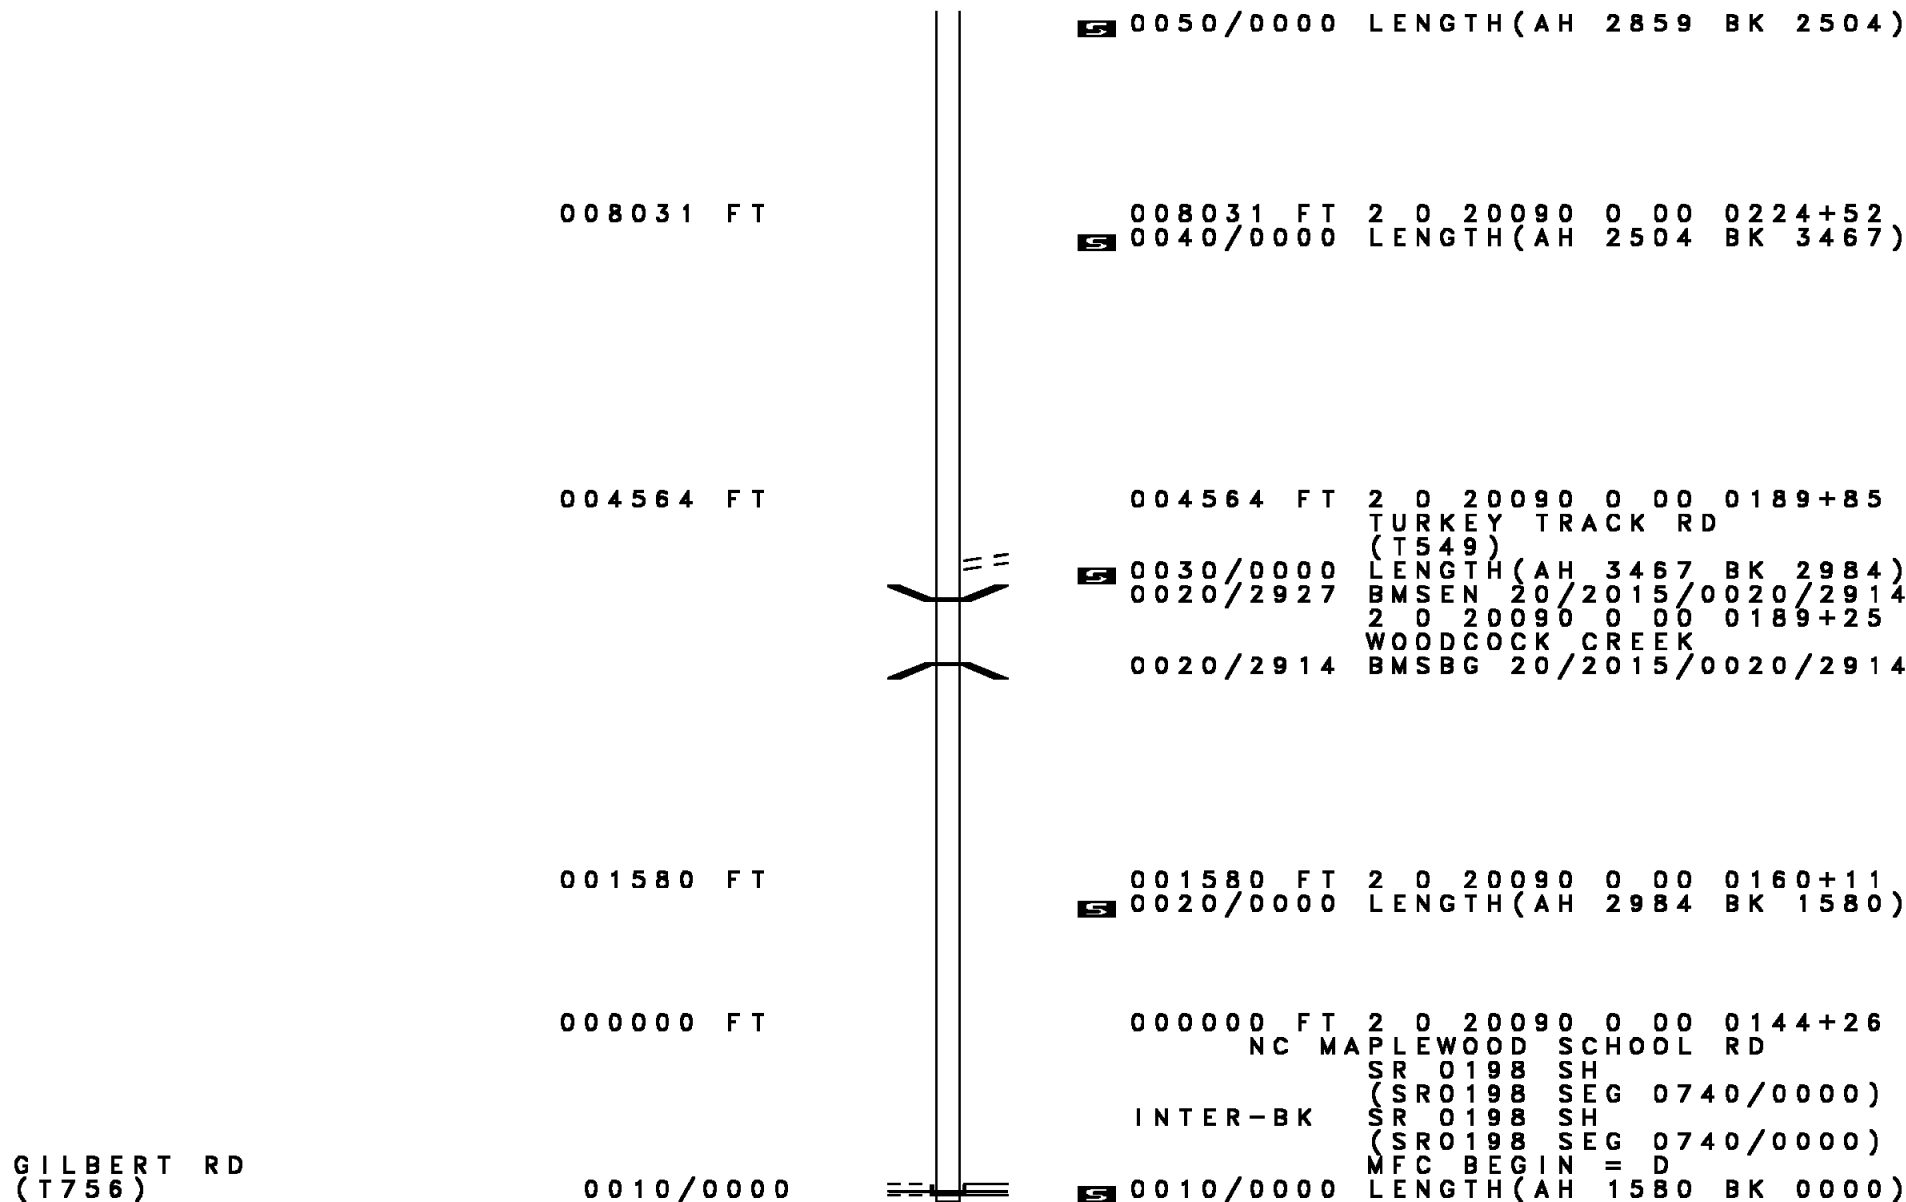 S 0050/0000 LENGTH(AH 2859 BK 2504)
008031 FT 008031 FT 2 0 20090 0 00 0224+52
S 0040/0000 LENGTH(AH 2504 BK 3467)
004564 FT 004564 FT 2 0 20090 0 00 0189+85
TURKEY TRACK RD
(T549)
S 0030/0000 LENGTH(AH 3467 BK 2984)
0020/2927 BMSEN 20/2015/0020/2914
2 0 20090 0 00 0189+25
WOODCOCK CREEK
0020/2914 BMSBG 20/2015/0020/2914
001580 FT 001580 FT 2 0 20090 0 00 0160+11
S 0020/0000 LENGTH(AH 2984 BK 1580)
000000 FT 000000 FT 2 0 20090 0 00 0144+26
NC MAPLEWOOD SCHOOL RD
SR 0198 SH
(SR0198 SEG 0740/0000)
INTER-BK SR 0198 SH
(SR0198 SEG 0740/0000)
GILBERT RD MFC BEGIN = D
(T756) 0010/0000 S 0010/0000 LENGTH(AH 1580 BK 0000)